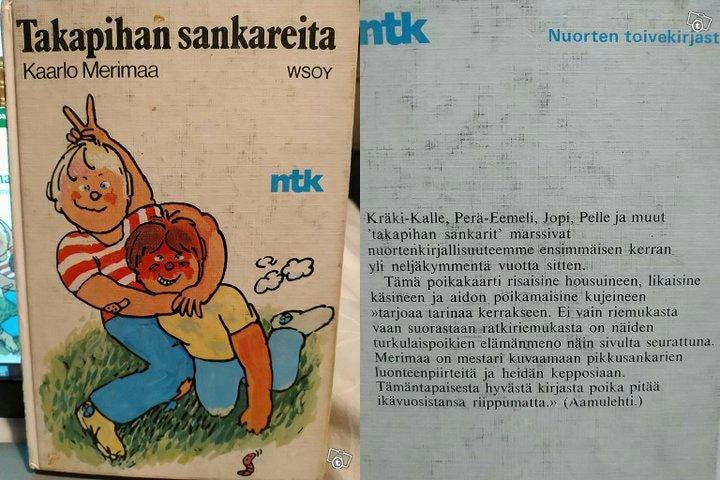 Takapihan sankareita
Kaarlo Merimaa
WSOY
ntk
ntk
Nuorten toivekirjast
Kräki-Kalle, Perä-Eemeli, Jopi, Pelle ja muut
'takapihan sankarit' marssivat
nuortenkirjallisuuteemme ensimmäisen kerran
yli neljäkymmentä vuotta sitten.
Tämä poikakaarti risaisine housuineen, likaisine
käsineen ja aidon poikamaisine kujeineen
»tarjoaa tarinaa kerrakseen. Ei vain riemukasta
vaan suorastaan ratkiriemukasta on näiden
turkulaispoikien elämänmeno näin sivulta seurattuna.
Merimaa on mestari kuvaamaan pikkusankarien
luonteenpiirteitä ja heidän kepposiaan.
Tämäntapaisesta hyvästä kirjasta poika pitää
ikävuosistansa riippumatta.» (Aamulehti.)